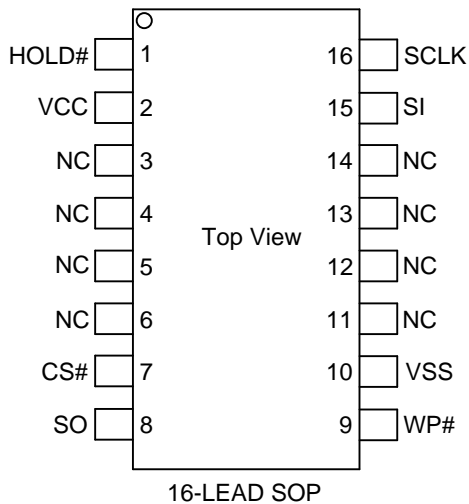 HOLD# 1 16 SCLK
VCC 2 15 SI
NC 3 14 NC
NC 4 13 NC
Top View
NC 5 12 NC
NC 6 11 NC
CS# 7 10 VSS
SO 8 9 WP#
16-LEAD SOP